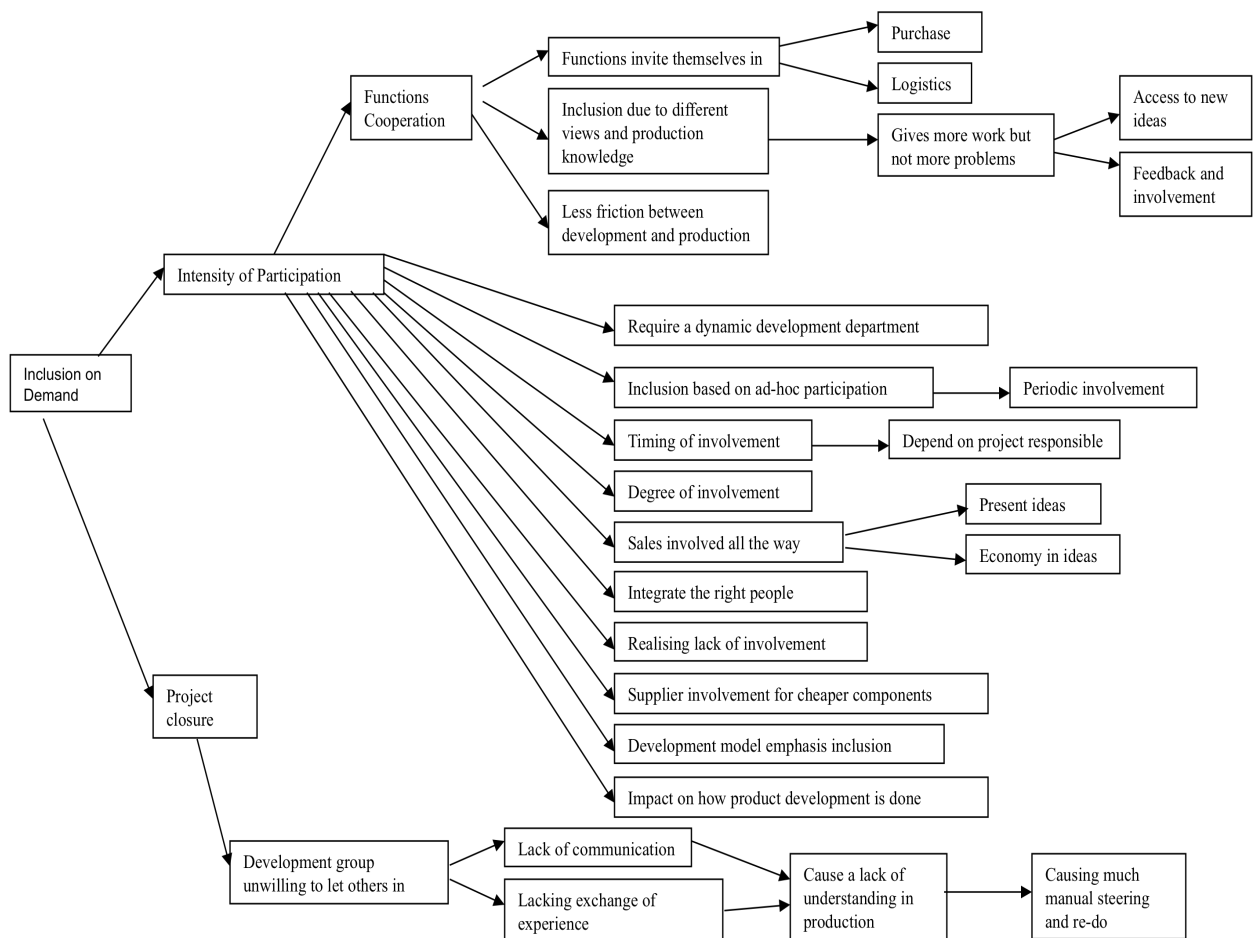 Inclusion on
Demand
Intensity of Participation
Functions
Cooperation
Functions invite themselves in
Purchase
Logistics
Inclusion due to different
views and production
knowledge
Gives more work but
not more problems
Access to new
ideas
Feedback and
involvement
Less friction between
development and production
Require a dynamic development department
Inclusion based on ad-hoc participation
Periodic involvement
Timing of involvement
Depend on project responsible
Degree of involvement
Sales involved all the way
Present ideas
Economy in ideas
Integrate the right people
Realising lack of involvement
Supplier involvement for cheaper components
Development model emphasis inclusion
Impact on how product development is done
Project
closure
Development group
unwilling to let others in
Lack of communication
Lacking exchange of
experience
Cause a lack of
understanding in
production
Causing much
manual steering
and re-do